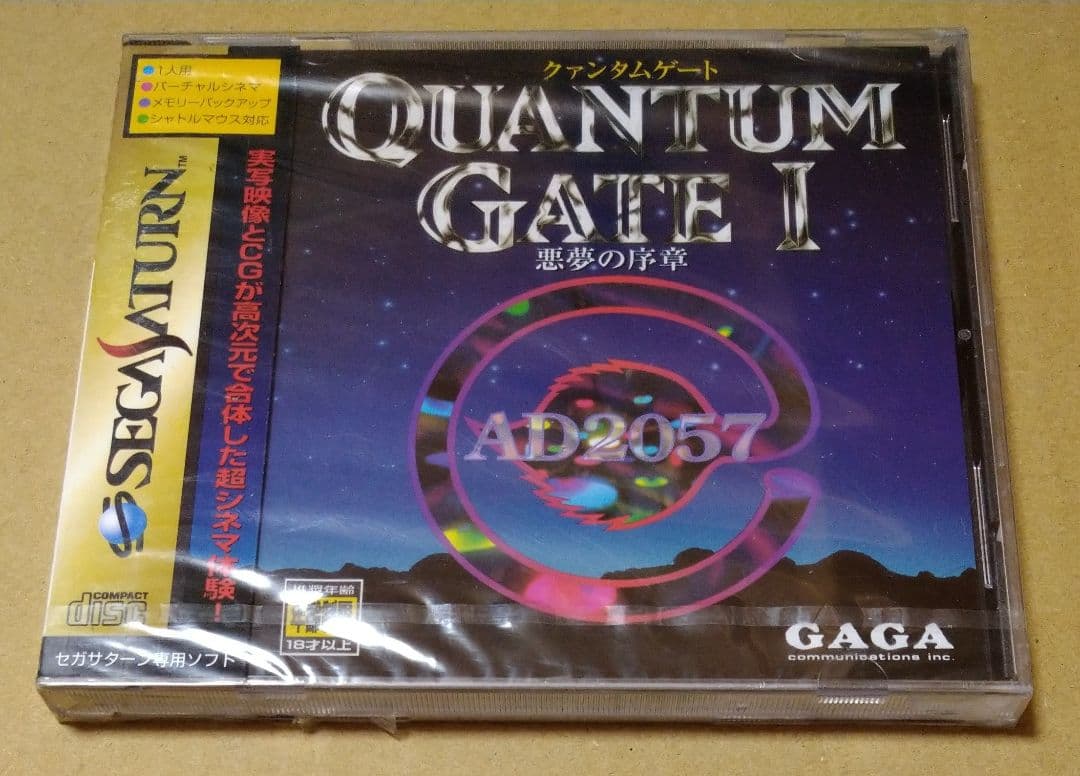 1人用
バーチャルシネマ
メモリーバックアップ
シャトルマウス対応
SEGA SATURN™
実写映像とCGが高次元で合体した超シネマ体験!
COMPACT
disc
セガサターン専用ソフト
クァンタムゲート
QUANTUM
GATE I
悪夢の序章
AD2057
推奨年齢
18才以上
GAGA
communications inc.